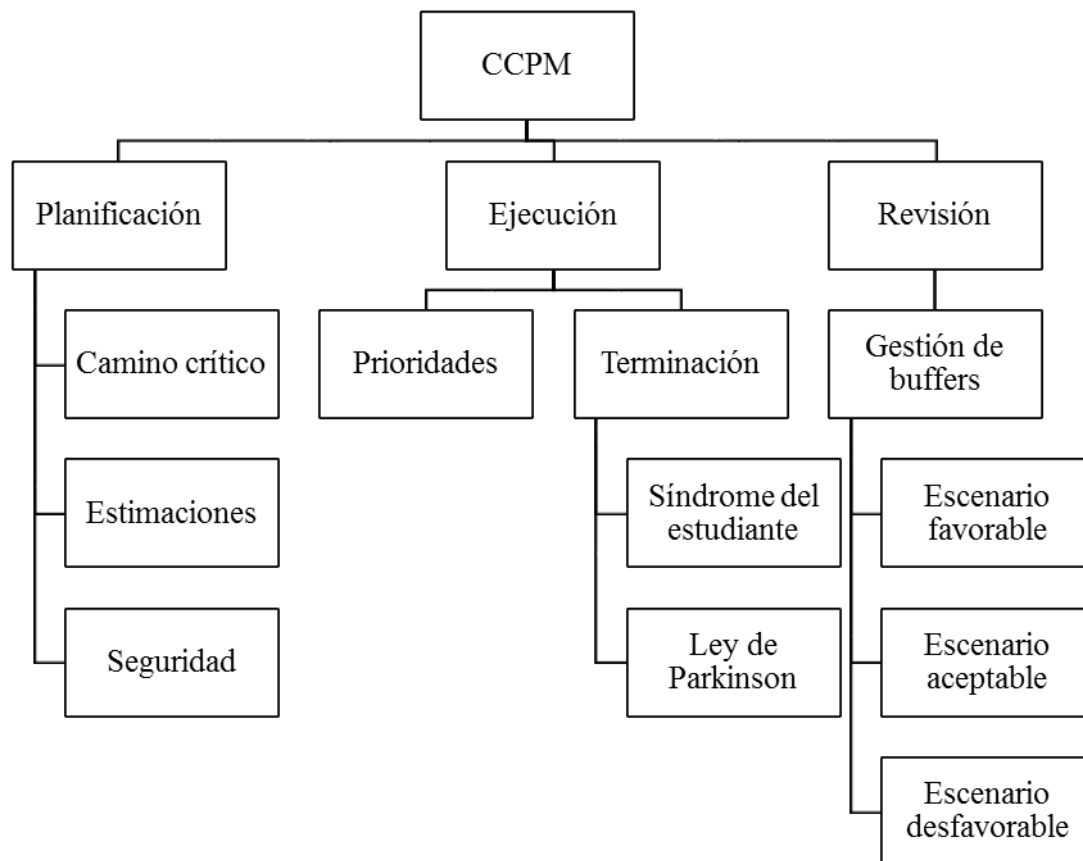 CCPM
Planificación
Ejecución
Revisión
Camino crítico
Prioridades
Terminación
Gestión de
buffers
Estimaciones
Síndrome del
estudiante
Escenario
favorable
Seguridad
Ley de
Parkinson
Escenario
aceptable
Escenario
desfavorable